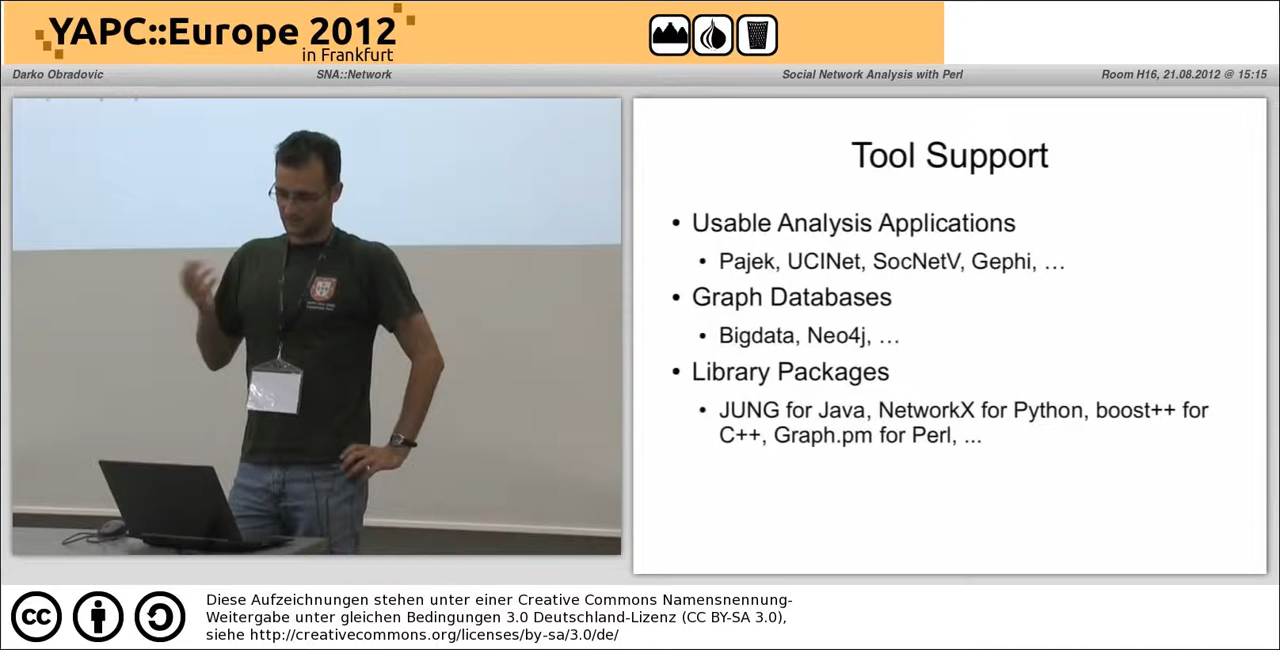 YAPC::Europe 2012
in Frankfurt
Darko Obradovic SNA::Network Social Network Analysis with Perl Room H16, 21.08.2012 @ 15:15
Tool Support
• Usable Analysis Applications
• Pajek, UCINet, SocNetV, Gephi, …
• Graph Databases
• Bigdata, Neo4j, …
• Library Packages
• JUNG for Java, NetworkX for Python, boost++ for
C++, Graph.pm for Perl, ...
cc
Diese Aufzeichnungen stehen unter einer Creative Commons Namensnennung-
Weitergabe unter gleichen Bedingungen 3.0 Deutschland-Lizenz (CC BY-SA 3.0),
siehe http://creativecommons.org/licenses/by-sa/3.0/de/